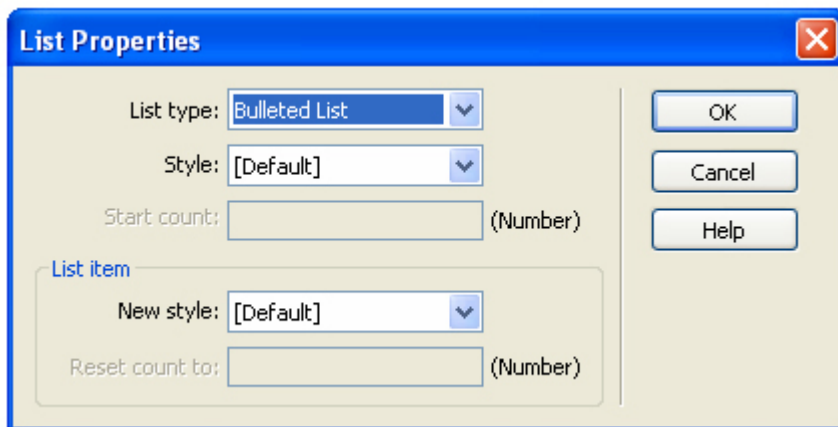 List Properties
List type: Bulleted List
Style: [Default]
Start count: (Number)
List item
New style: [Default]
Reset count to: (Number)
OK
Cancel
Help